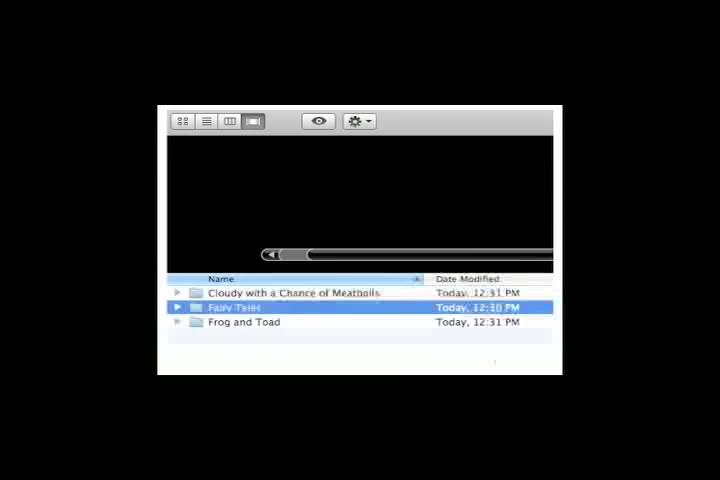 Name Date Modified
Cloudy with a Chance of Meatballs Today, 12:31 PM
Fairy Today, 12:30 PM
Frog and Toad Today, 12:31 PM